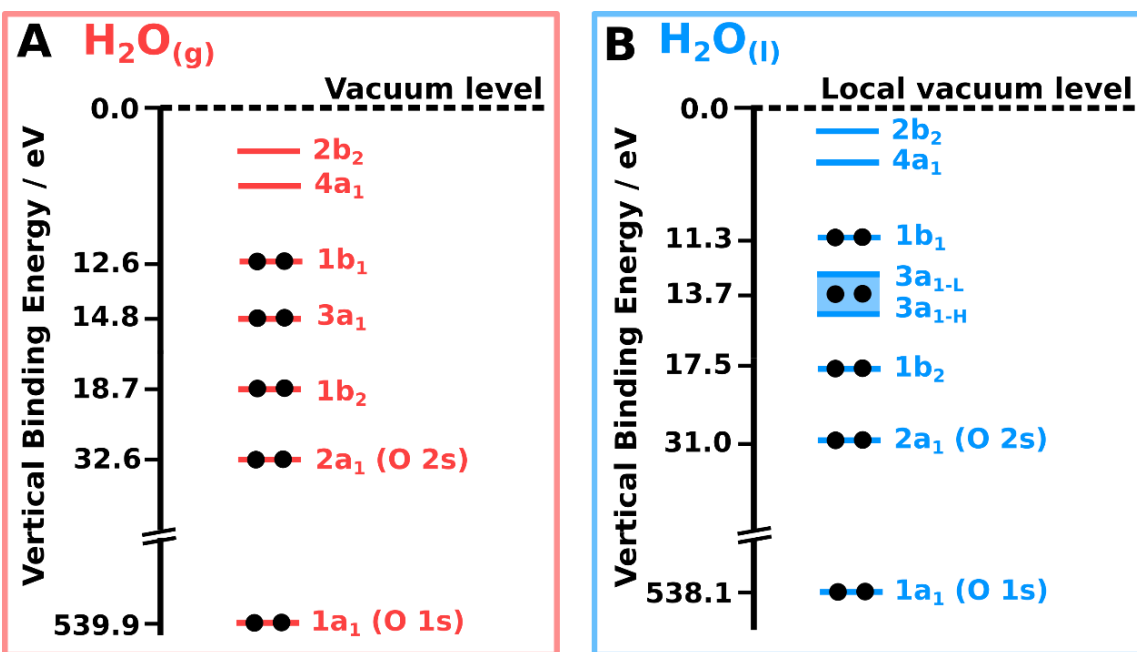 A H₂O₍g₎
Vacuum level
0.0
2b₂
4a₁
12.6
1b₁
14.8
3a₁
18.7
1b₂
32.6
2a₁ (O 2s)
539.9
1a₁ (O 1s)
Vertical Binding Energy / eV
B H₂O₍l₎
Local vacuum level
0.0
2b₂
4a₁
11.3
1b₁
3a₁₋L
13.7
3a₁₋H
17.5
1b₂
31.0
2a₁ (O 2s)
538.1
1a₁ (O 1s)
Vertical Binding Energy / eV